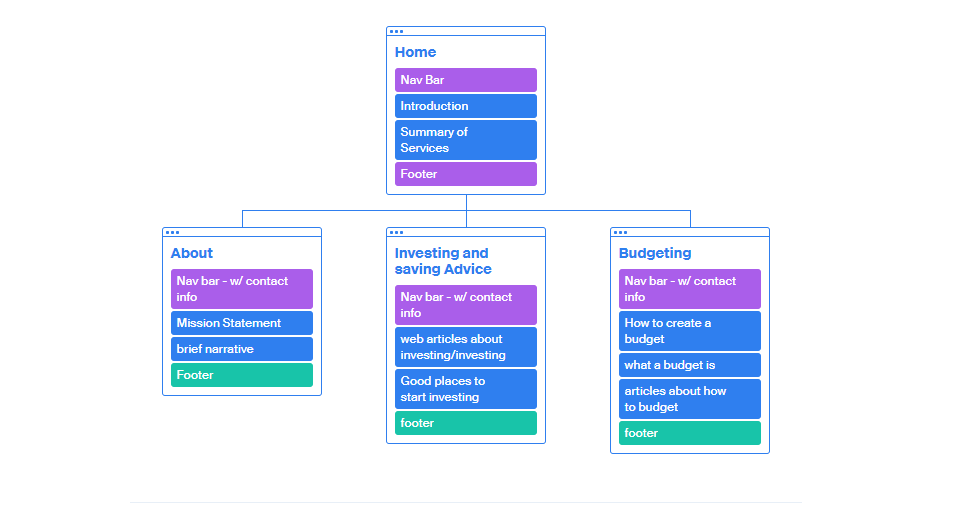 Home
Nav Bar
Introduction
Summary of
Services
Footer
About
Nav bar - w/ contact
info
Mission Statement
brief narrative
Footer
Investing and
saving Advice
Nav bar - w/ contact
info
web articles about
investing/investing
Good places to
start investing
footer
Budgeting
Nav bar - w/ contact
info
How to create a
budget
what a budget is
articles about how
to budget
footer